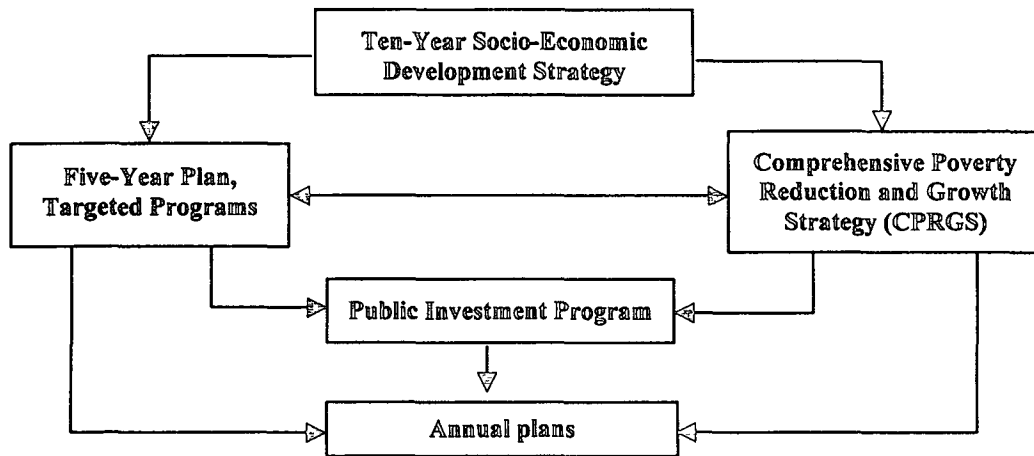 Ten-Year Socio-Economic
Development Strategy
Five-Year Plan,
Targeted Programs
Comprehensive Poverty
Reduction and Growth
Strategy (CPRGS)
Public Investment Program
Annual plans